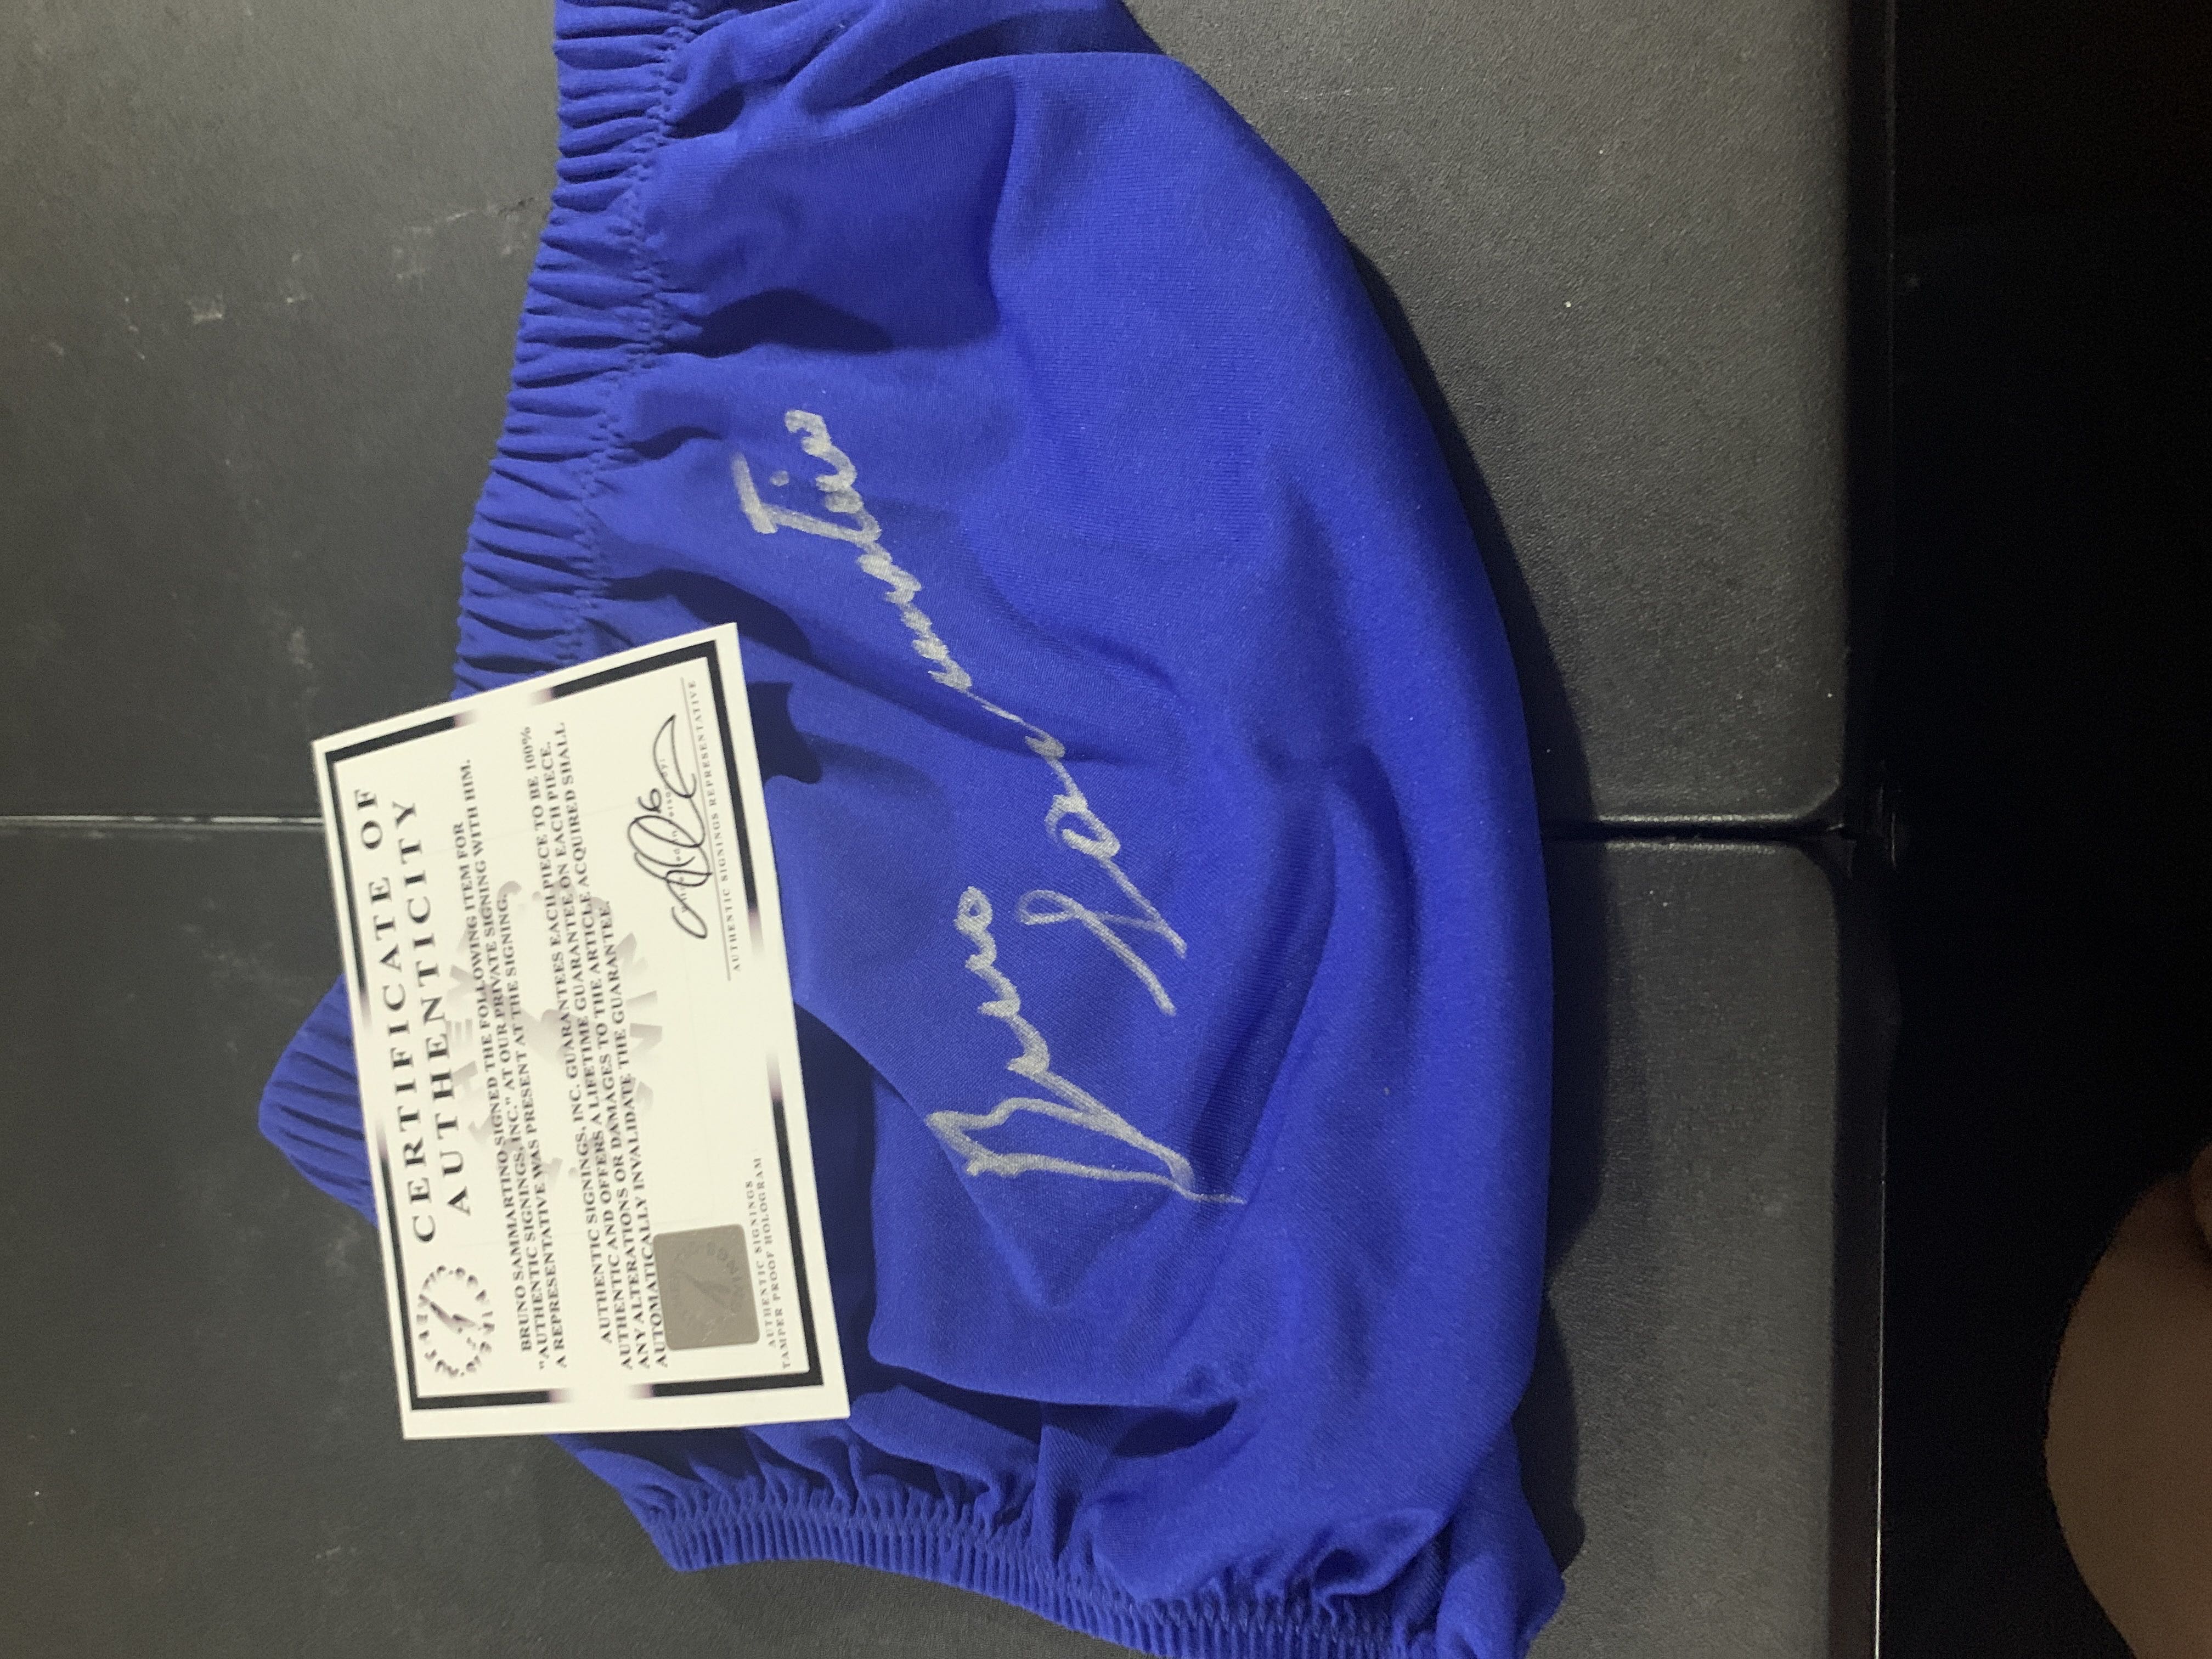 CERTIFICATE OF
AUTHENTICITY
BRUNO SAMMARTINO SIGNED THE FOLLOWING ITEM FOR
"AUTHENTIC SIGNINGS, INC." AT OUR PRIVATE SIGNING WITH HIM.
A REPRESENTATIVE WAS PRESENT AT THE SIGNING.
AUTHENTIC SIGNINGS, INC. GUARANTEES EACH PIECE TO BE 100%
AUTHENTIC AND OFFERS A LIFETIME GUARANTEE ON EACH PIECE.
ANY ALTERATIONS OR DAMAGES TO THE ARTICLE ACQUIRED SHALL
AUTOMATICALLY INVALIDATE THE GUARANTEE.
AUTHENTIC SIGNINGS
TAMPER PROOF HOLOGRAM
AUTHENTIC SIGNINGS REPRESENTATIVE
Bruno
Sammartino